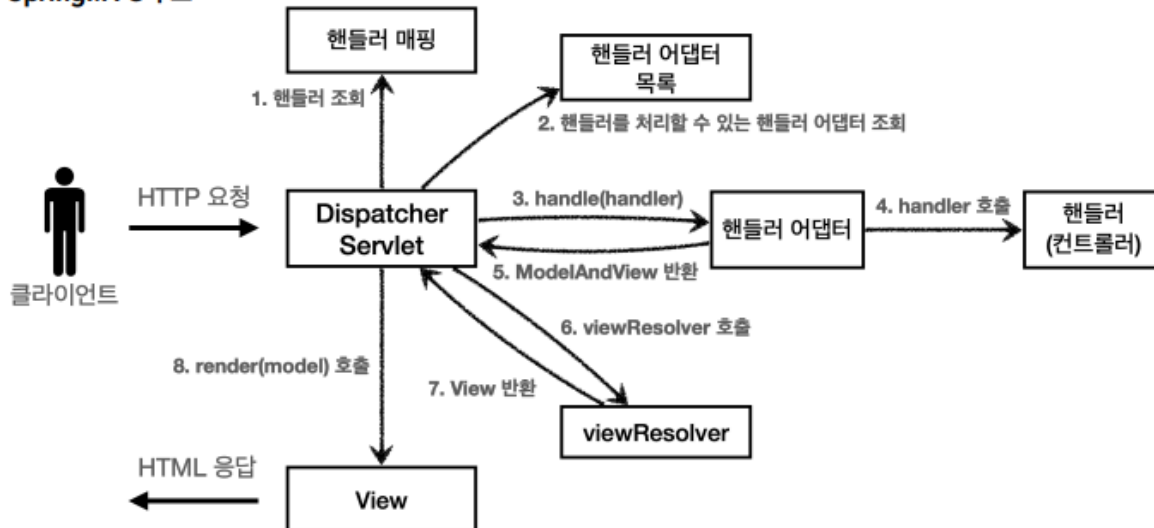 핸들러 매핑
핸들러 어댑터
목록
1. 핸들러 조회
2. 핸들러를 처리할 수 있는 핸들러 어댑터 조회
HTTP 요청
Dispatcher
Servlet
3. handle(handler)
핸들러 어댑터
4. handler 호출
핸들러
(컨트롤러)
5. ModelAndView 반환
클라이언트
6. viewResolver 호출
8. render(model) 호출
7. View 반환
viewResolver
HTML 응답
View